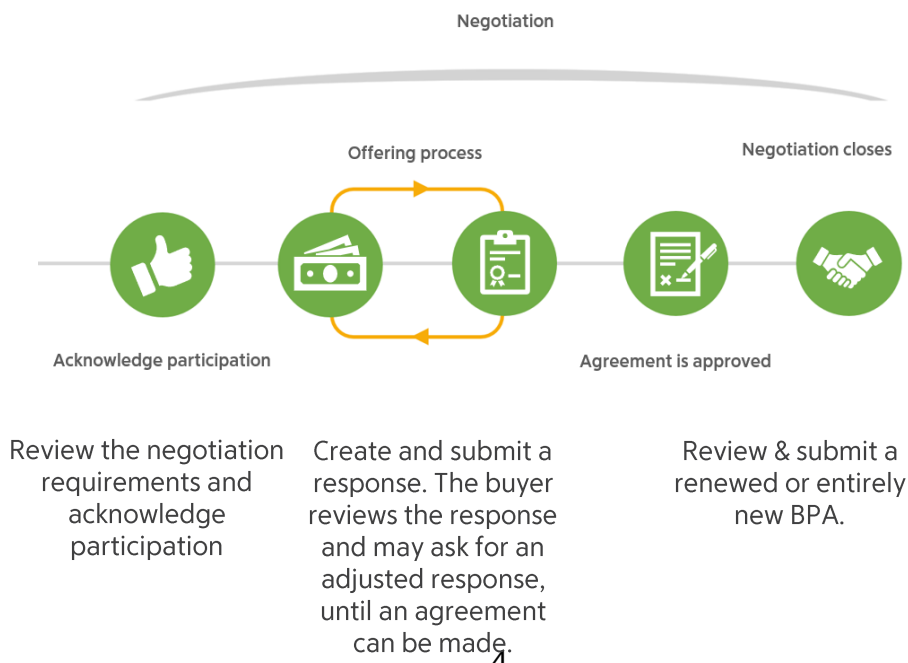 Negotiation
Offering process
Negotiation closes
Acknowledge participation
Agreement is approved
Review the negotiation
requirements and
acknowledge
participation
Create and submit a
response. The buyer
reviews the response
and may ask for an
adjusted response,
until an agreement
can be made.
Review & submit a
renewed or entirely
new BPA.